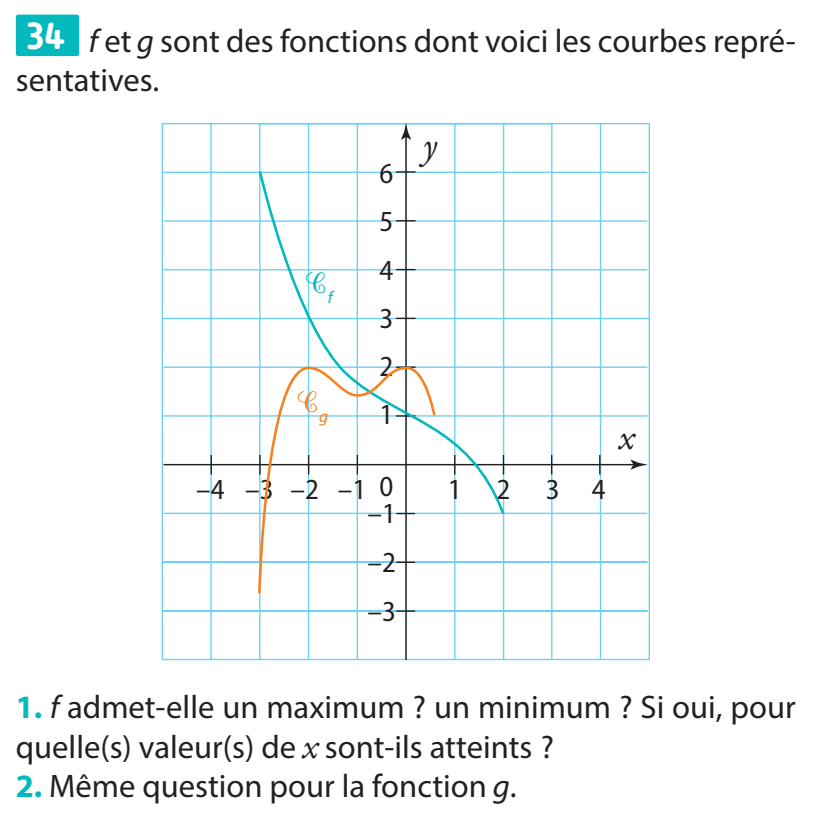 34 f et g sont des fonctions dont voici les courbes repré-
sentatives.
y
6
5
4
𝒞f
3
2
𝒞g
1
x
–4 –3 –2 –1 0 1 2 3 4
–1
–2
–3
1. f admet-elle un maximum ? un minimum ? Si oui, pour
quelle(s) valeur(s) de x sont-ils atteints ?
2. Même question pour la fonction g.